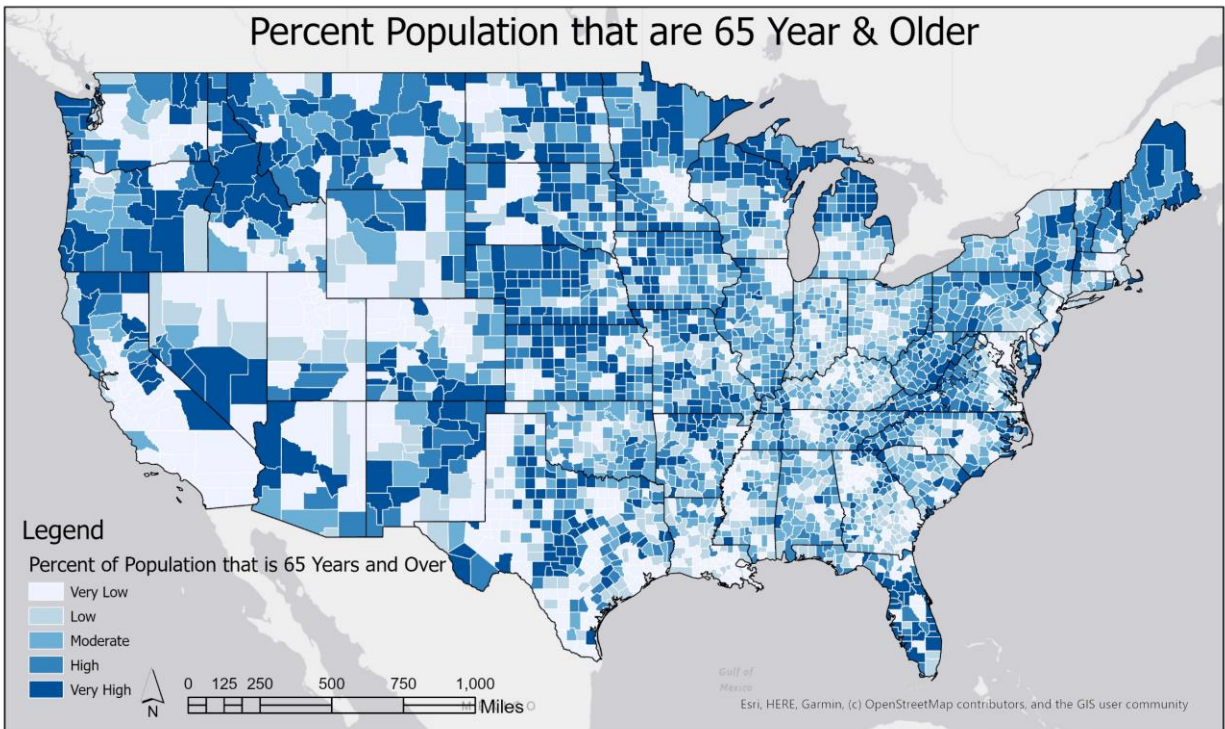 Percent Population that are 65 Year & Older
Legend
Percent of Population that is 65 Years and Over
Very Low
Low
Moderate
High
Very High
N
0 125 250 500 750 1,000
Miles
MEXICO
Gulf of
Mexico
Esri, HERE, Garmin, (c) OpenStreetMap contributors, and the GIS user community